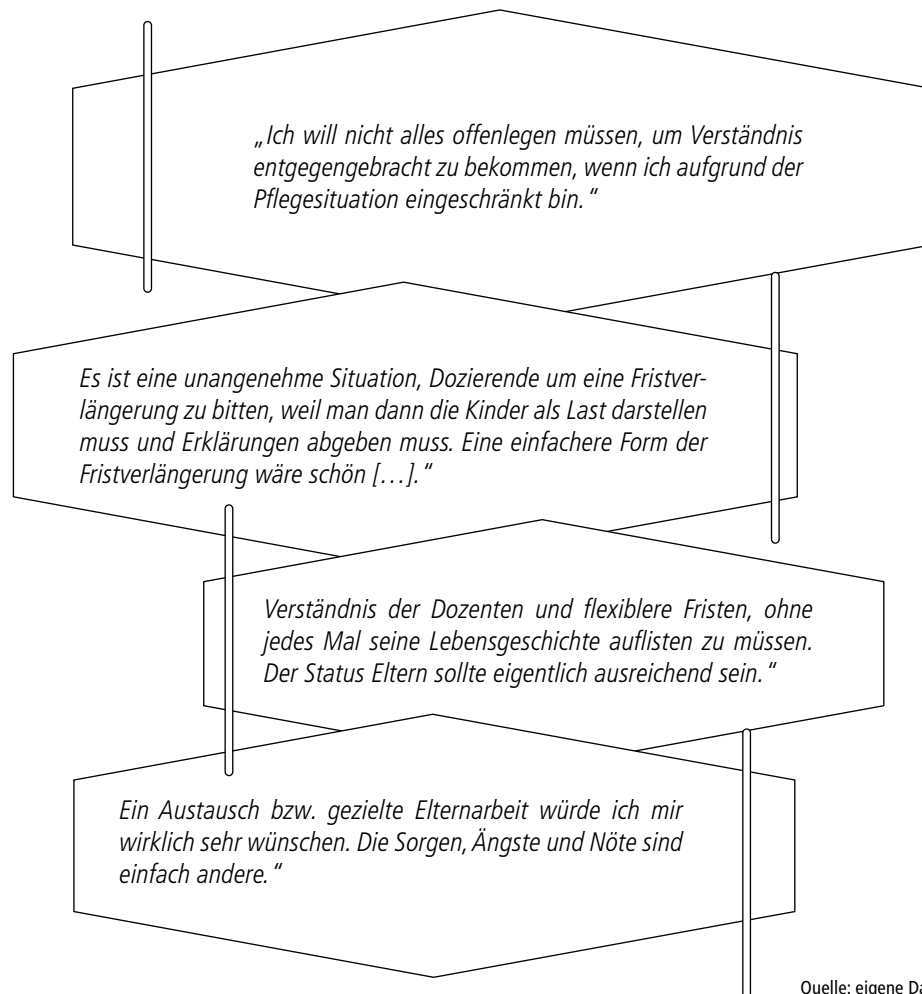 „Ich will nicht alles offenlegen müssen, um Verständnis
entgegengebracht zu bekommen, wenn ich aufgrund der
Pflegesituation eingeschränkt bin.“
Es ist eine unangenehme Situation, Dozierende um eine Fristver-
längerung zu bitten, weil man dann die Kinder als Last darstellen
muss und Erklärungen abgeben muss. Eine einfachere Form der
Fristverlängerung wäre schön […].“
Verständnis der Dozenten und flexiblere Fristen, ohne
jedes Mal seine Lebensgeschichte auflisten zu müssen.
Der Status Eltern sollte eigentlich ausreichend sein.“
Ein Austausch bzw. gezielte Elternarbeit würde ich mir
wirklich sehr wünschen. Die Sorgen, Ängste und Nöte sind
einfach andere.“
Quelle: eigene